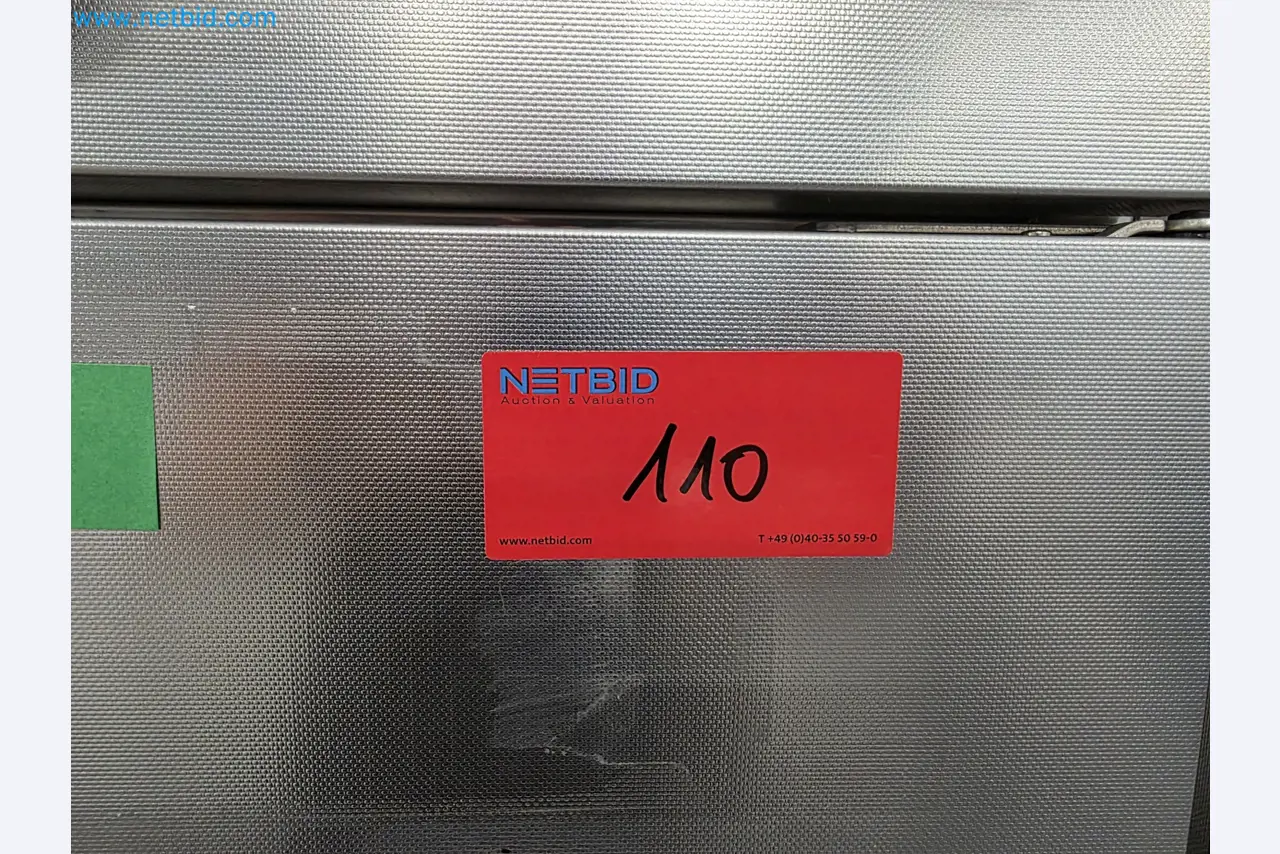 www.netbid.com
NETBID
Auction & Valuation
110
www.netbid.com
T +49 (0)40-35 50 59-0